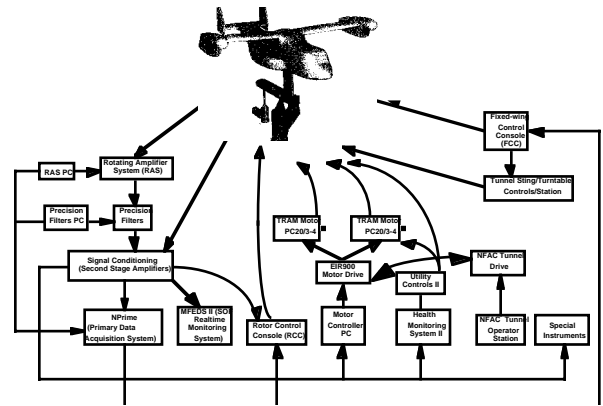 Fixed-wing
Control
Console
(FCC)
RAS PC
Rotating Amplifier
System (RAS)
Tunnel Sting/Turntable
Controls/Station
Precision
Filters PC
Precision
Filters
TRAM Moto
PC20/3-4
TRAM Moto
PC20/3-4
Signal Conditioning
(Second Stage Amplifiers)
EIR900
Motor Drive
Utility
Controls II
NFAC Tunnel
Drive
NPrime
(Primary Data
Acquisition System)
MFEDS II (SOF
Realtime
Monitoring
System)
Rotor Control
Console (RCC)
Motor
Controller
PC
Health
Monitoring
System II
NFAC Tunnel
Operator
Station
Special
Instruments